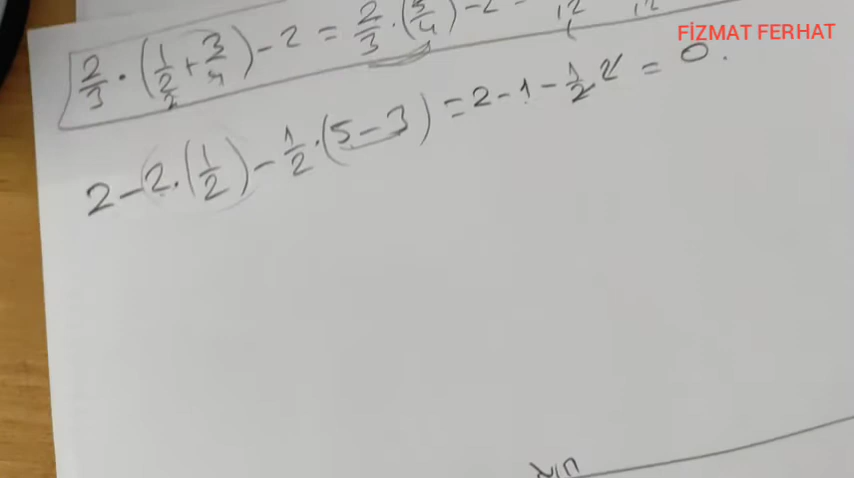 FİZMAT FERHAT
2/3 · (1/2 + 3/4) - 2 = 2/3 · (5/4) - 2 -
2 - 2 · (1/2) - 1/2 · (5 - 3) = 2 - 1 - 1/2 2 = 0.